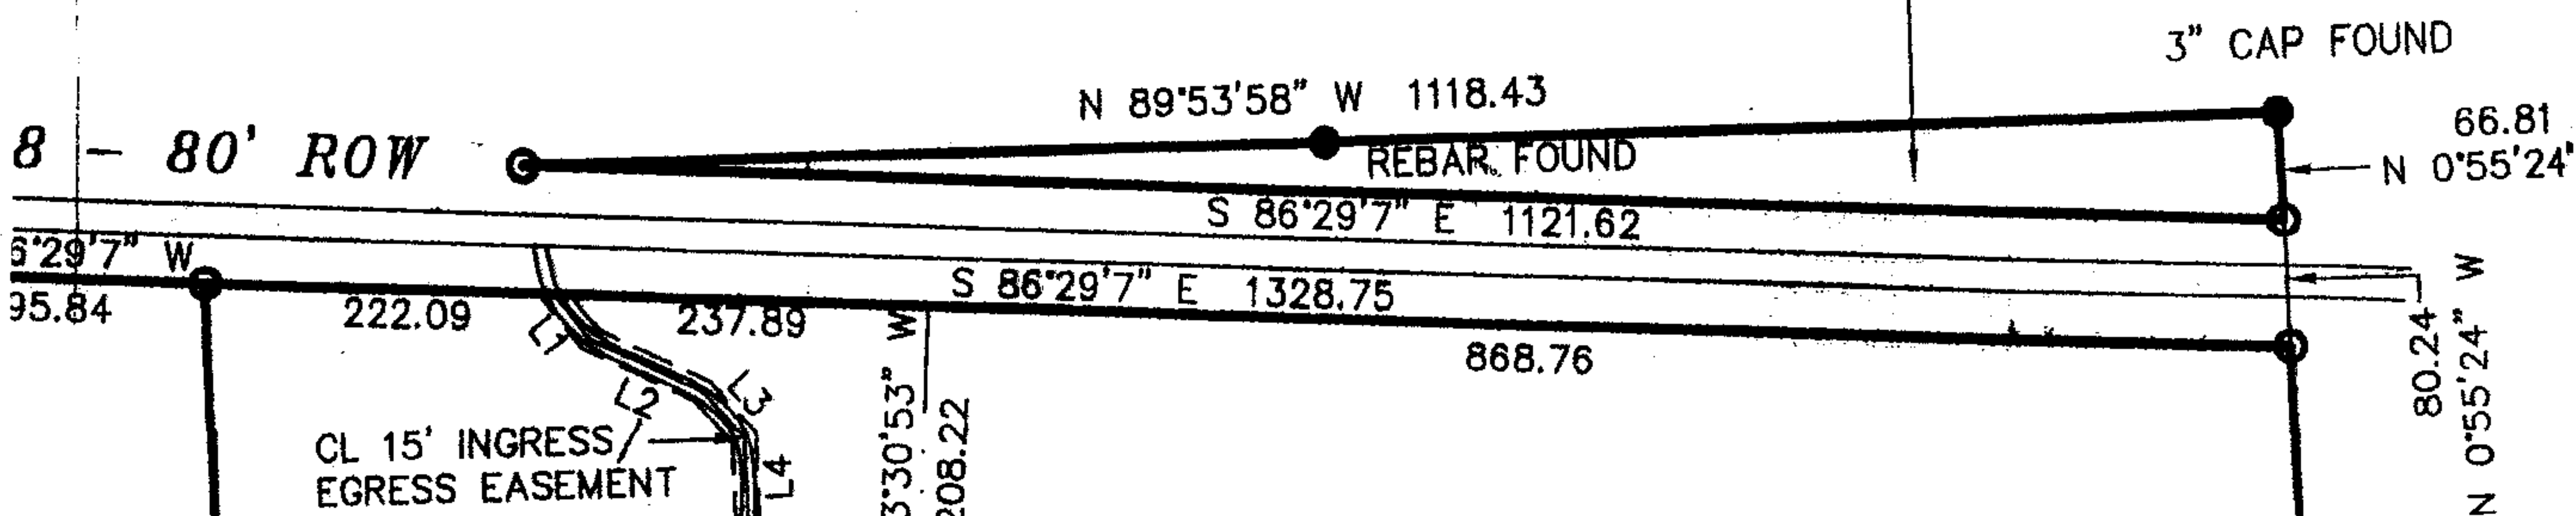 3" CAP FOUND
N 89°53'58" W 1118.43
66.81
8 - 80' ROW
REBAR FOUND
N 0°55'24"
S 86°29'7" E 1121.62
6°29'7" W
S 86°29'7" E 1328.75
95.84
222.09
237.89
868.76
L1
L2
L3
L4
CL 15' INGRESS/
EGRESS EASEMENT
3°30'53" W
208.22
80.24
N 0°55'24" W